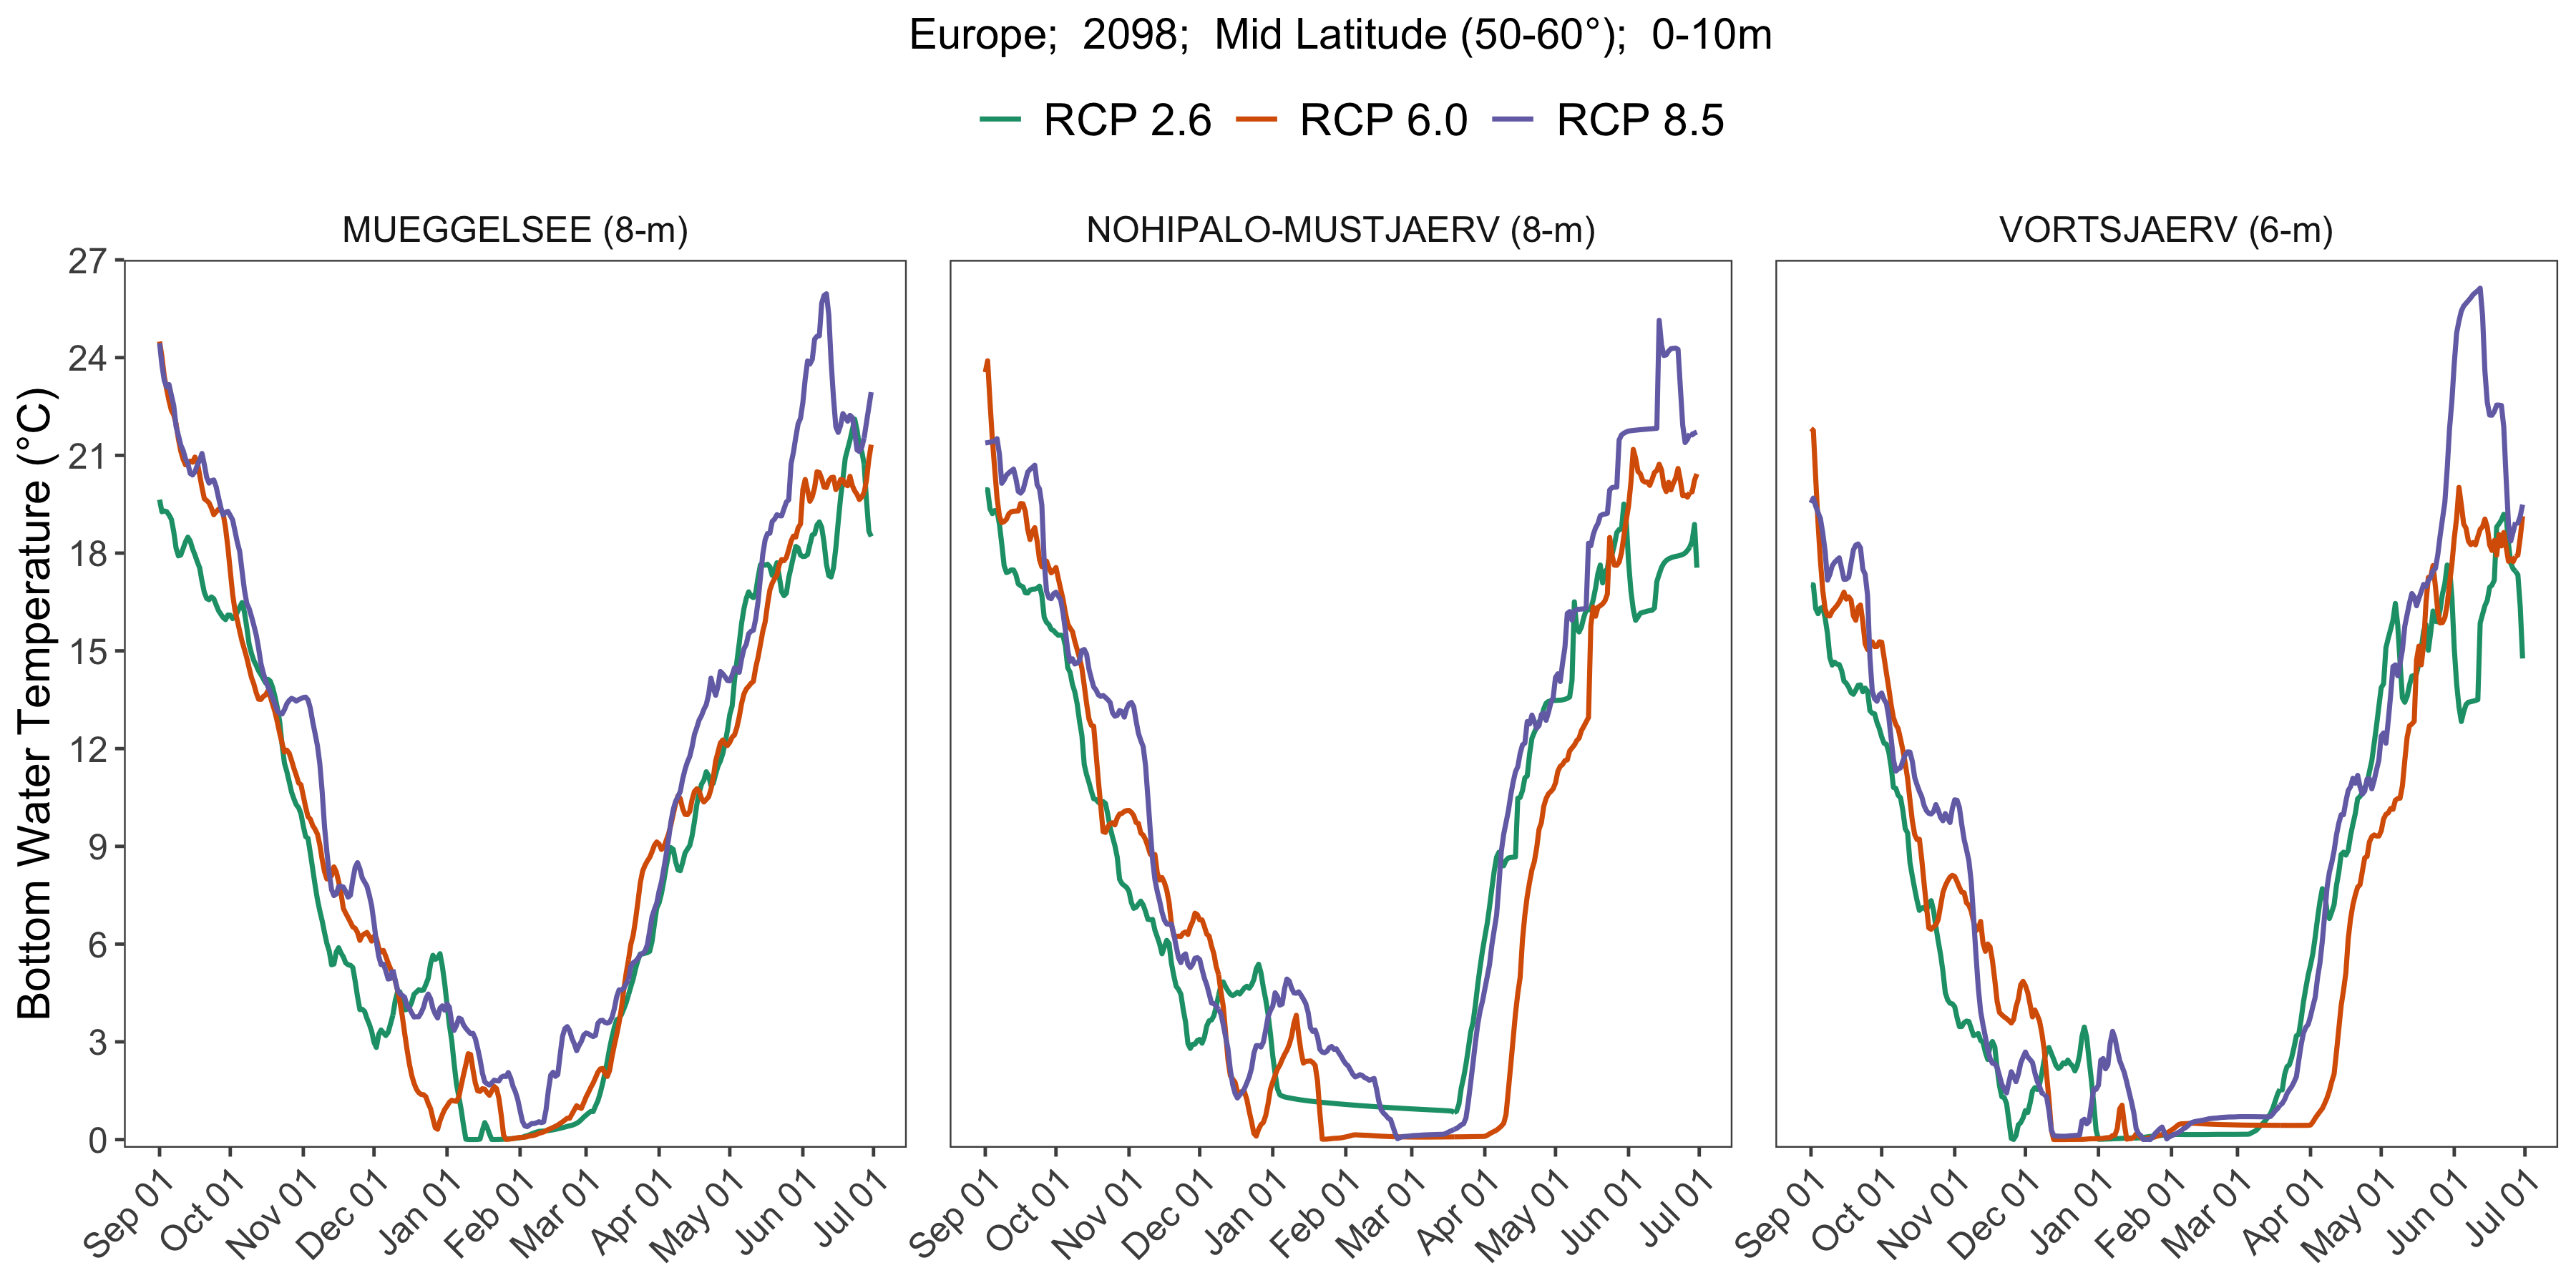 Europe;  2098;  Mid Latitude (50-60°);  0-10m
RCP 2.6 RCP 6.0 RCP 8.5
MUEGGELSEE (8-m) NOHIPALO-MUSTJAERV (8-m) VORTSJAERV (6-m)
Bottom Water Temperature (°C)
27
24
21
18
15
12
9
6
3
0
Sep 01 Oct 01 Nov 01 Dec 01 Jan 01 Feb 01 Mar 01 Apr 01 May 01 Jun 01 Jul 01 Sep 01 Oct 01 Nov 01 Dec 01 Jan 01 Feb 01 Mar 01 Apr 01 May 01 Jun 01 Jul 01 Sep 01 Oct 01 Nov 01 Dec 01 Jan 01 Feb 01 Mar 01 Apr 01 May 01 Jun 01 Jul 01